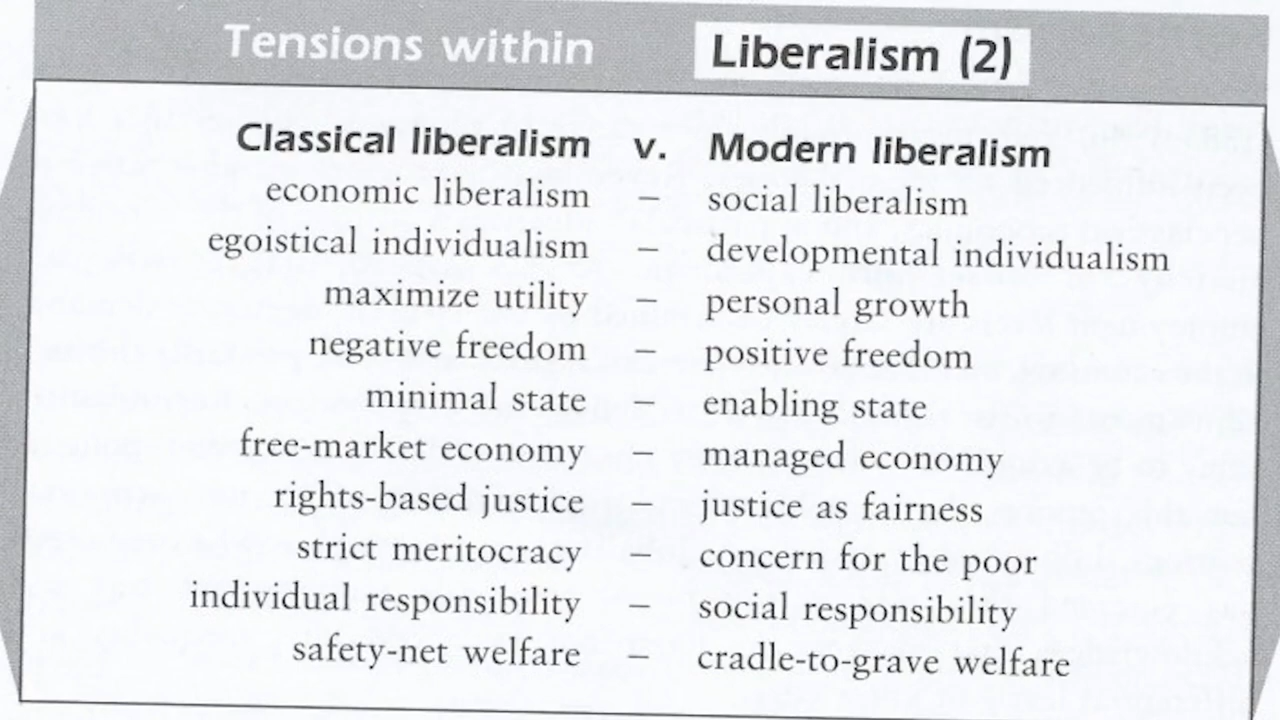 Tensions within Liberalism (2)
Classical liberalism v. Modern liberalism
economic liberalism – social liberalism
egoistical individualism – developmental individualism
maximize utility – personal growth
negative freedom – positive freedom
minimal state – enabling state
free-market economy – managed economy
rights-based justice – justice as fairness
strict meritocracy – concern for the poor
individual responsibility – social responsibility
safety-net welfare – cradle-to-grave welfare